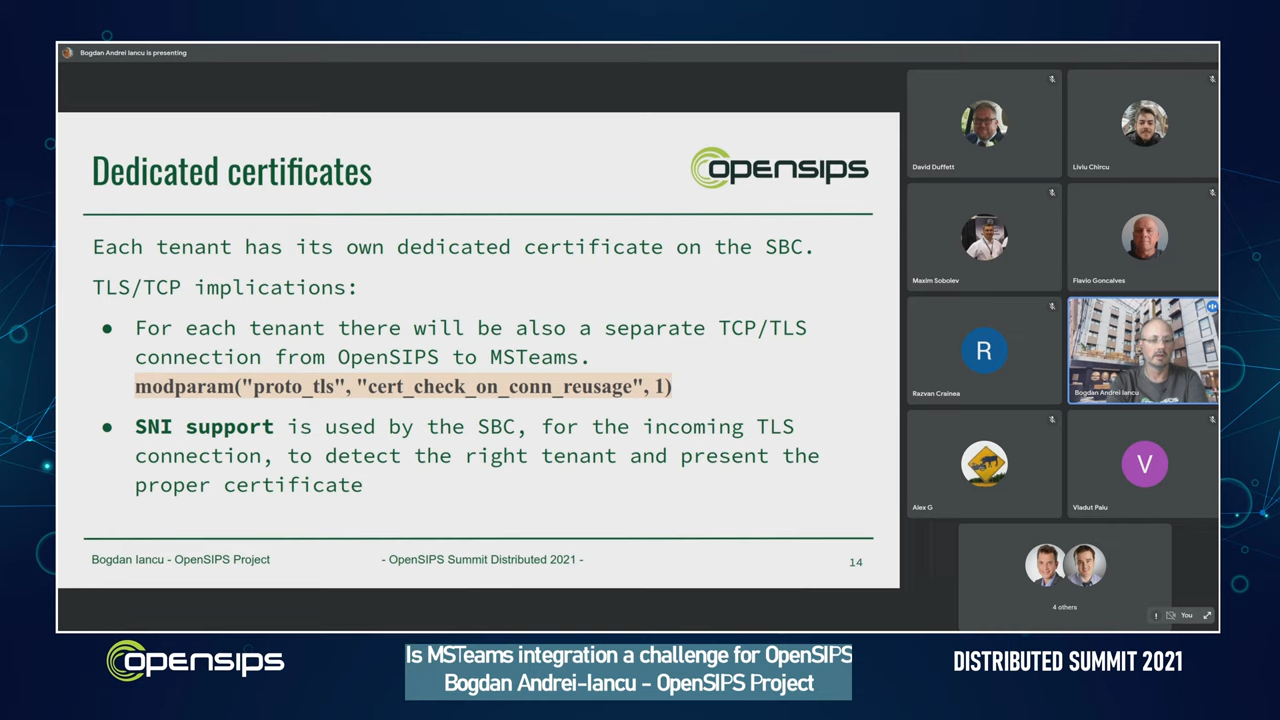 Bogdan Andrei Iancu is presenting
Dedicated certificates
opensips
Each tenant has its own dedicated certificate on the SBC.
TLS/TCP implications:
● For each tenant there will be also a separate TCP/TLS
connection from OpenSIPS to MSTeams.
modparam("proto_tls", "cert_check_on_conn_reusage", 1)
● SNI support is used by the SBC, for the incoming TLS
connection, to detect the right tenant and present the
proper certificate
Bogdan Iancu - OpenSIPS Project
- OpenSIPS Summit Distributed 2021 -
14
David Duffett
Liviu Chircu
Maxim Sobolev
Flavio Goncalves
R
Razvan Crainea
Bogdan Andrei Iancu
Alex G
V
Vladut Paiu
4 others
You
opensips
Is MSTeams integration a challenge for OpenSIPS
Bogdan Andrei-Iancu - OpenSIPS Project
DISTRIBUTED SUMMIT 2021